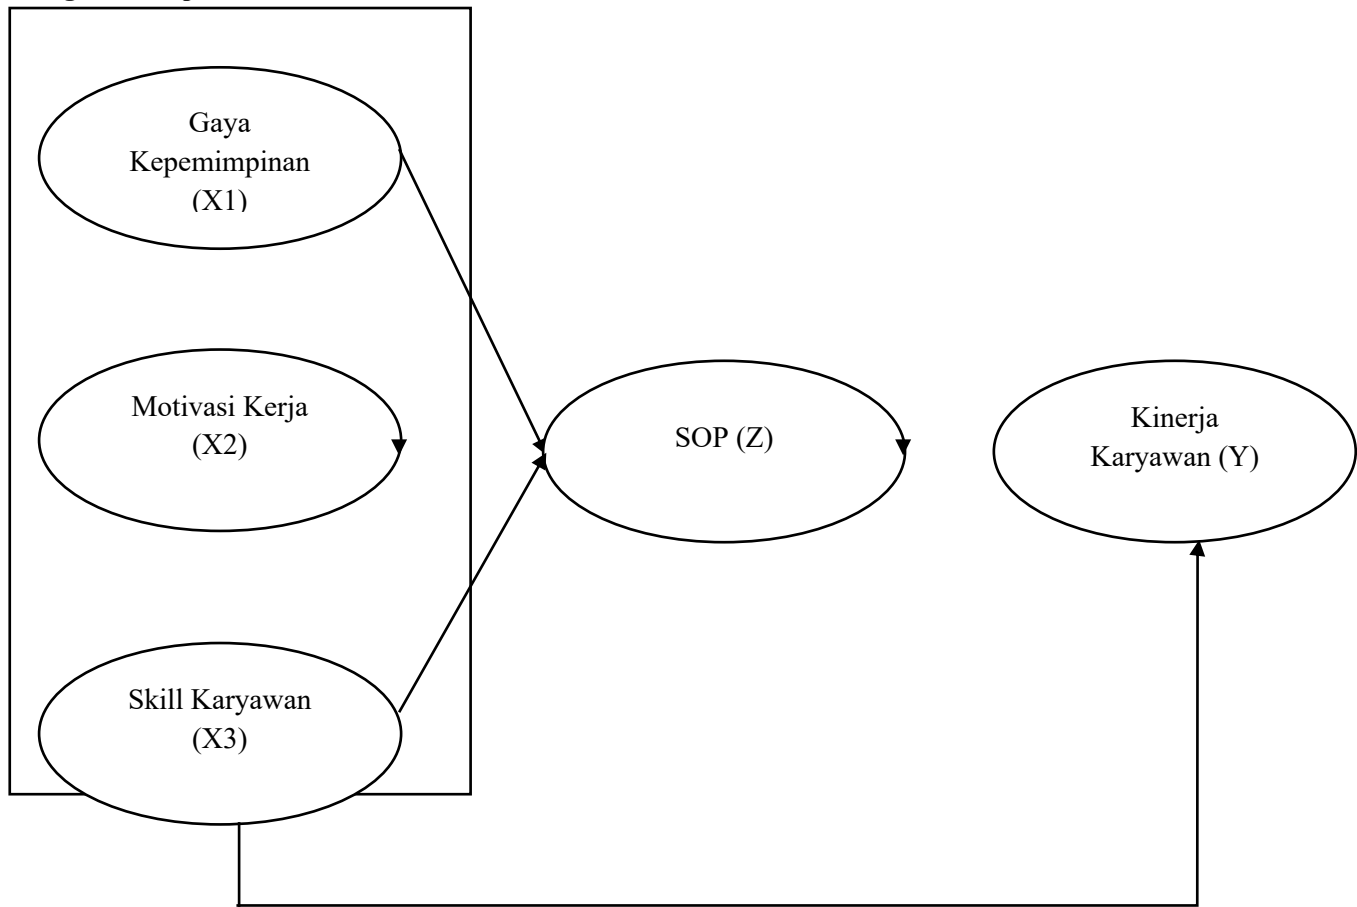 Gaya
Kepemimpinan
(X1)
Motivasi Kerja
(X2)
SOP (Z)
Kinerja
Karyawan (Y)
Skill Karyawan
(X3)